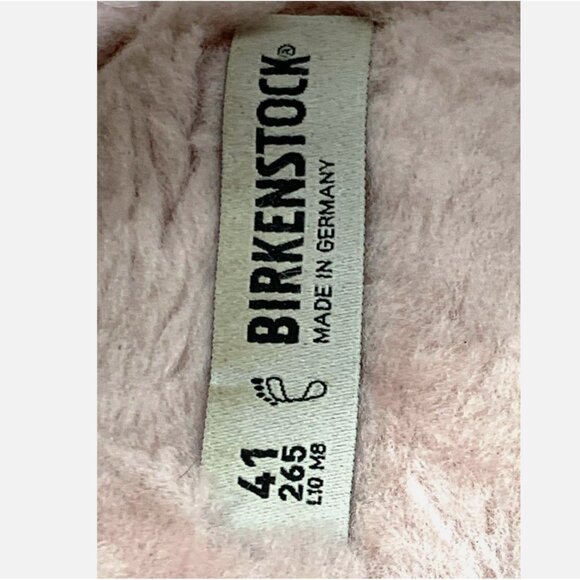 BIRKENSTOCK®
MADE IN GERMANY
41
265
L10 M8